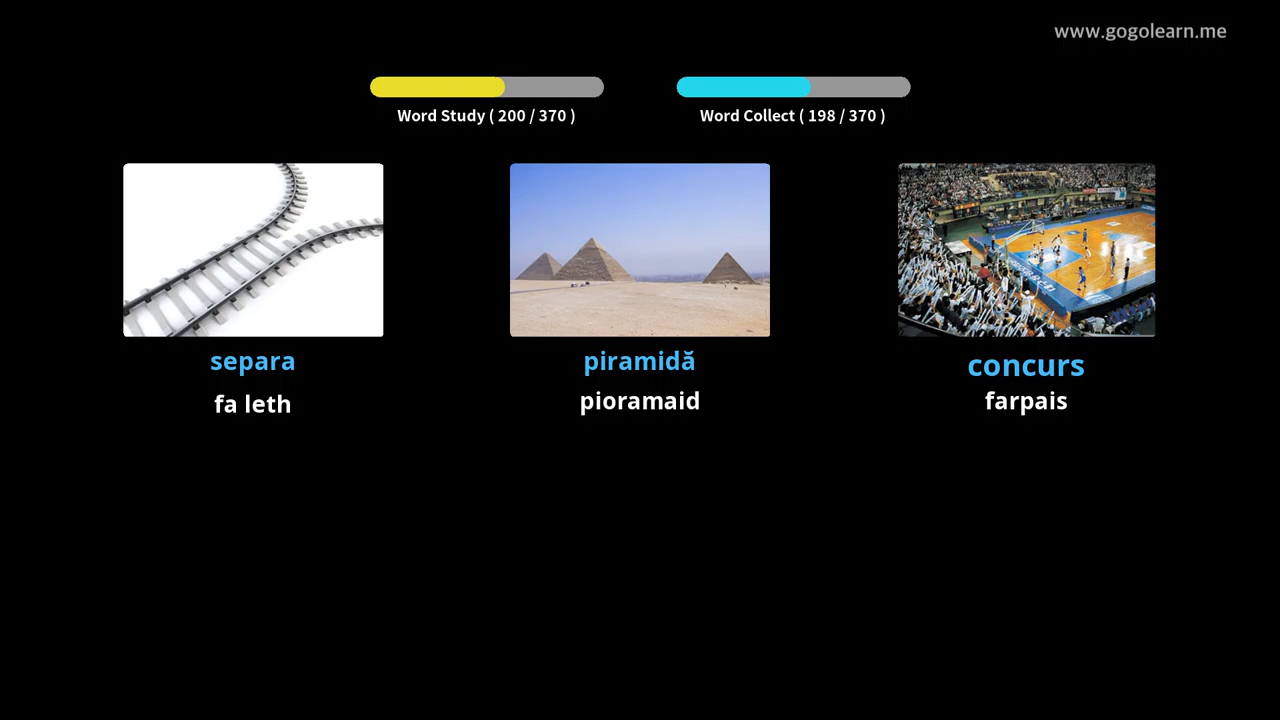 www.gogolearn.me
Word Study ( 200 / 370 )
Word Collect ( 198 / 370 )
separa
fa leth
piramidă
pioramaid
concurs
farpais